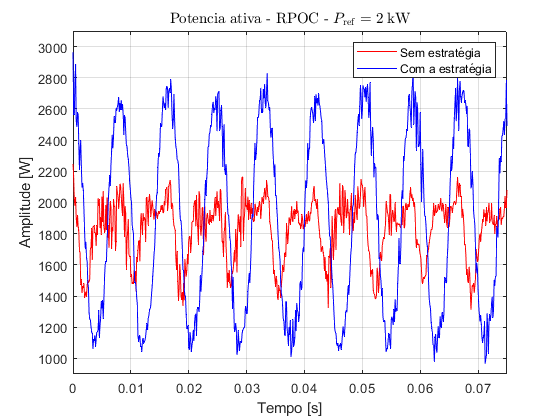 Potencia ativa - RPOC - P_ref = 2 kW
Sem estratégia
Com a estratégia
Amplitude [W]
3000
2800
2600
2400
2200
2000
1800
1600
1400
1200
1000
0 0.01 0.02 0.03 0.04 0.05 0.06 0.07
Tempo [s]